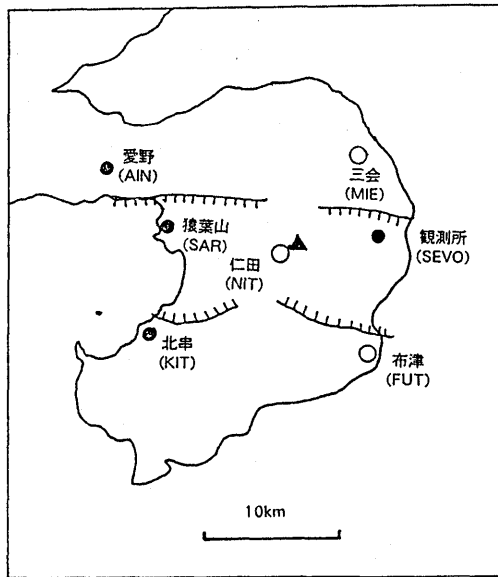 愛野
(AIN)
三会
(MIE)
猿葉山
(SAR)
観測所
(SEVO)
仁田
(NIT)
北串
(KIT)
布津
(FUT)
10km